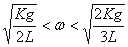 √(Kg/2L) < ω < √(2Kg/3L)